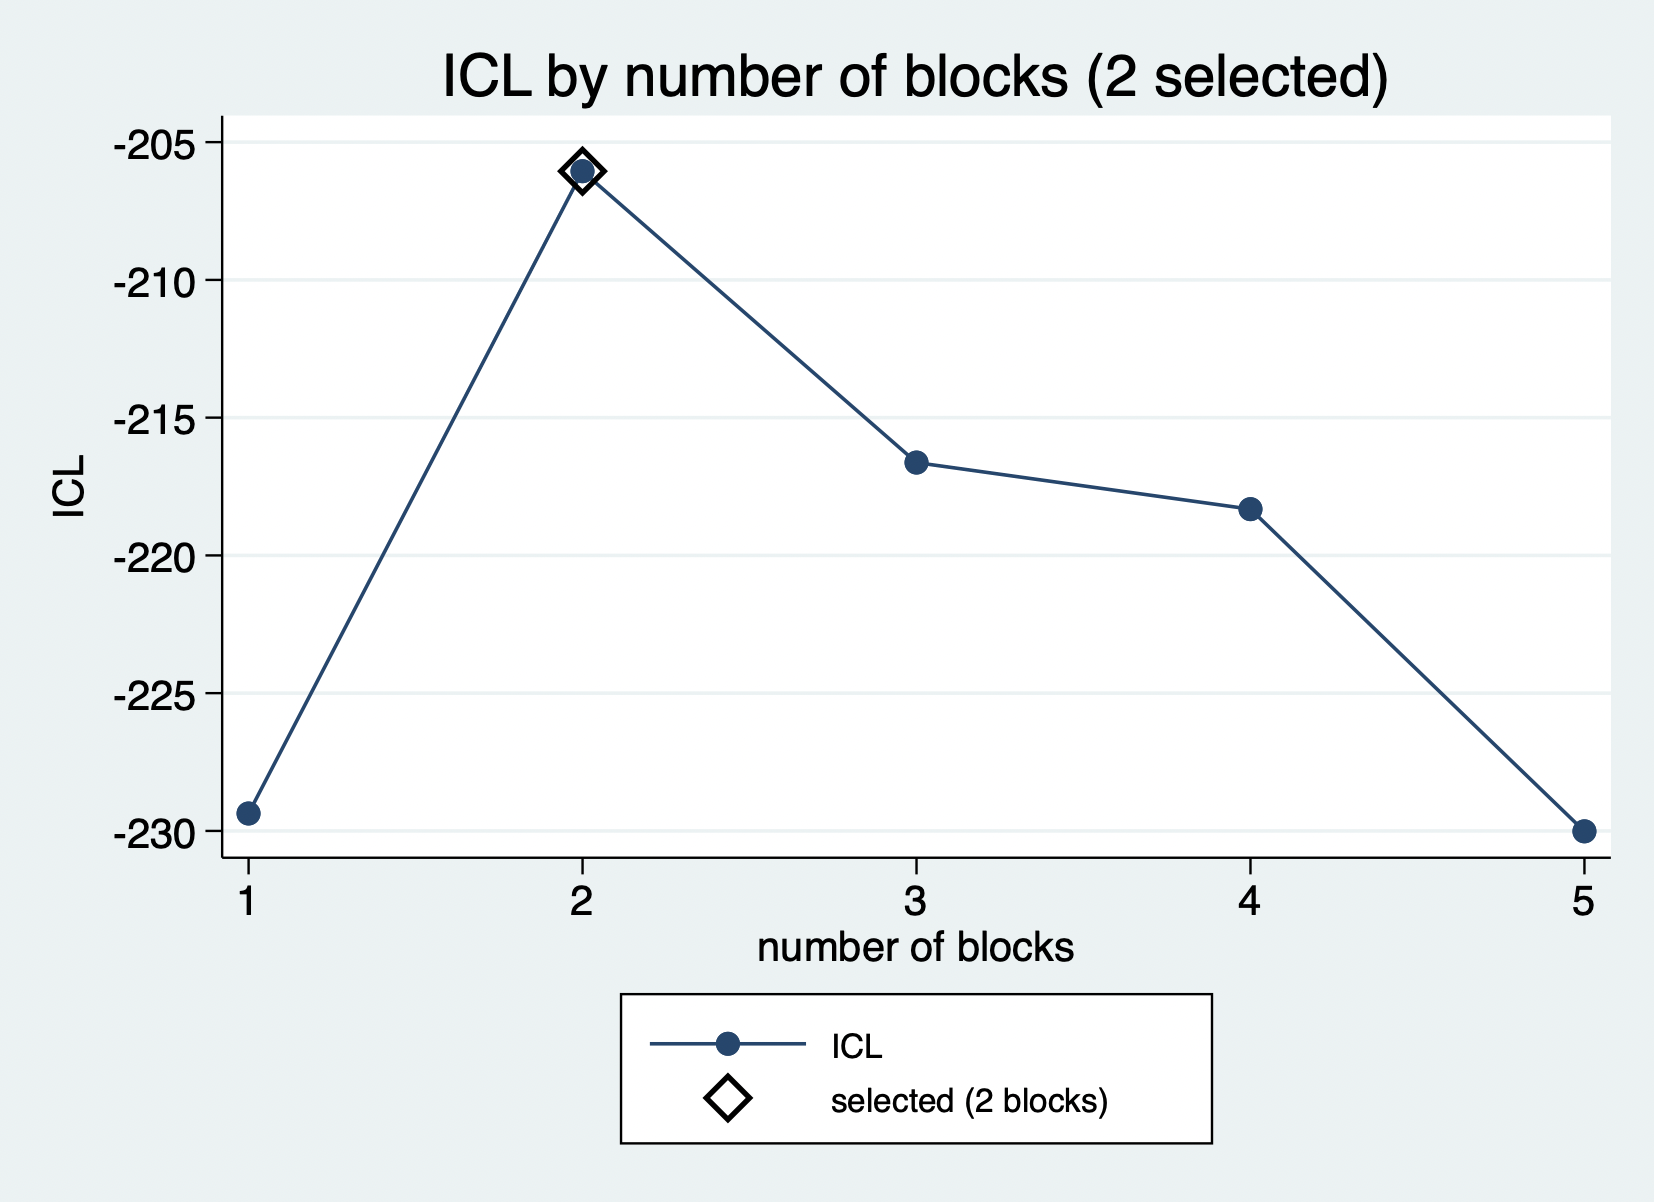 ICL by number of blocks (2 selected)
-205
-210
-215
-220
-225
-230
ICL
1 2 3 4 5
number of blocks
ICL
selected (2 blocks)